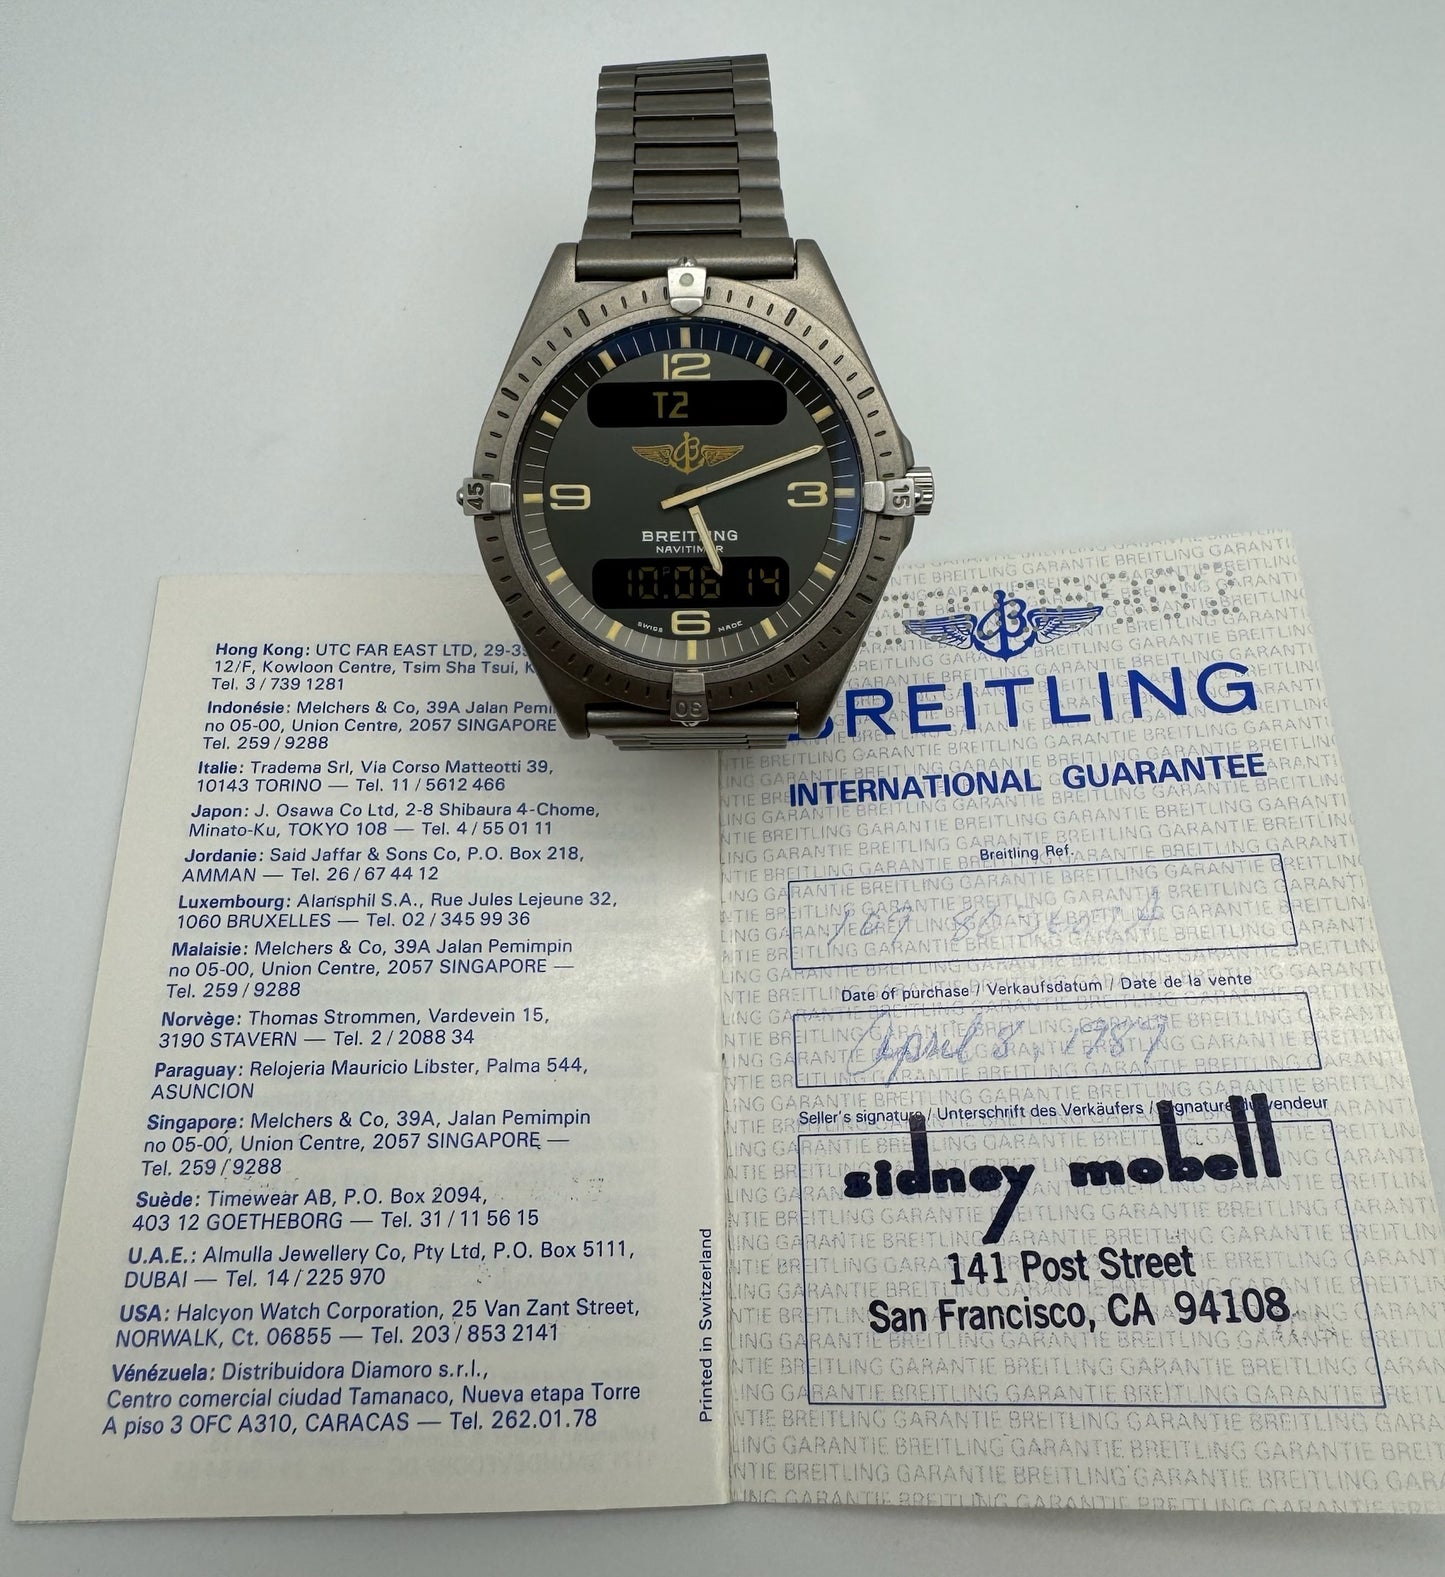 12
T2
45
9
3
15
BREITLING
NAVITIMER
10:06 14
SWISS 6 MADE
30
Hong Kong: UTC FAR EAST LTD,
12/F, Kowloon Centre, Tsim Sha Tsui,
Tel. 3 / 739 1281
Indonésie: Melchers & Co, 39A Jalan
no 05-00, Union Centre, 2057 SINGAPORE
Tel. 259 / 9288
Italie: Tradema Srl, Via Corso Matteotti 39,
10143 TORINO — Tel. 11 / 5612 466
Japon: J. Osawa Co Ltd, 2-8 Shibaura 4-Chome,
Minato-Ku, TOKYO 108 — Tel. 4 / 55 01 11
Jordanie: Said Jaffar & Sons Co, P.O. Box 218,
AMMAN — Tel. 26 / 67 44 12
Luxembourg: Alansphil S.A., Rue Jules Lejeune 32,
1060 BRUXELLES — Tel. 02 / 345 99 36
Malaisie: Melchers & Co, 39A Jalan Pemimpin
no 05-00, Union Centre, 2057 SINGAPORE —
Tel. 259 / 9288
Norvège: Thomas Strommen, Vardevein 15,
3190 STAVERN — Tel. 2 / 2088 34
Paraguay: Relojeria Mauricio Libster, Palma 544,
ASUNCION
Singapore: Melchers & Co, 39A, Jalan Pemimpin
no 05-00, Union Centre, 2057 SINGAPORE —
Tel. 259 / 9288
Suède: Timewear AB, P.O. Box 2094,
403 12 GOETHEBORG — Tel. 31 / 11 56 15
U.A.E.: Almulla Jewellery Co, Pty Ltd, P.O. Box 5111,
DUBAI — Tel. 14 / 225 970
USA: Halcyon Watch Corporation, 25 Van Zant Street,
NORWALK, Ct. 06855 — Tel. 203 / 853 2141
Vénézuela: Distribuidora Diamoro s.r.l.,
Centro comercial ciudad Tamanaco, Nueva etapa Torre
A piso 3 OFC A310, CARACAS — Tel. 262.01.78
Printed in Switzerland
BREITLING
INTERNATIONAL GUARANTEE
Breitling Ref.
Date of purchase / Verkaufsdatum / Date de la vente
April 8, 1987
Seller's signature / Unterschrift des Verkäufers / Signature du vendeur
sidney mobell
141 Post Street
San Francisco, CA 94108